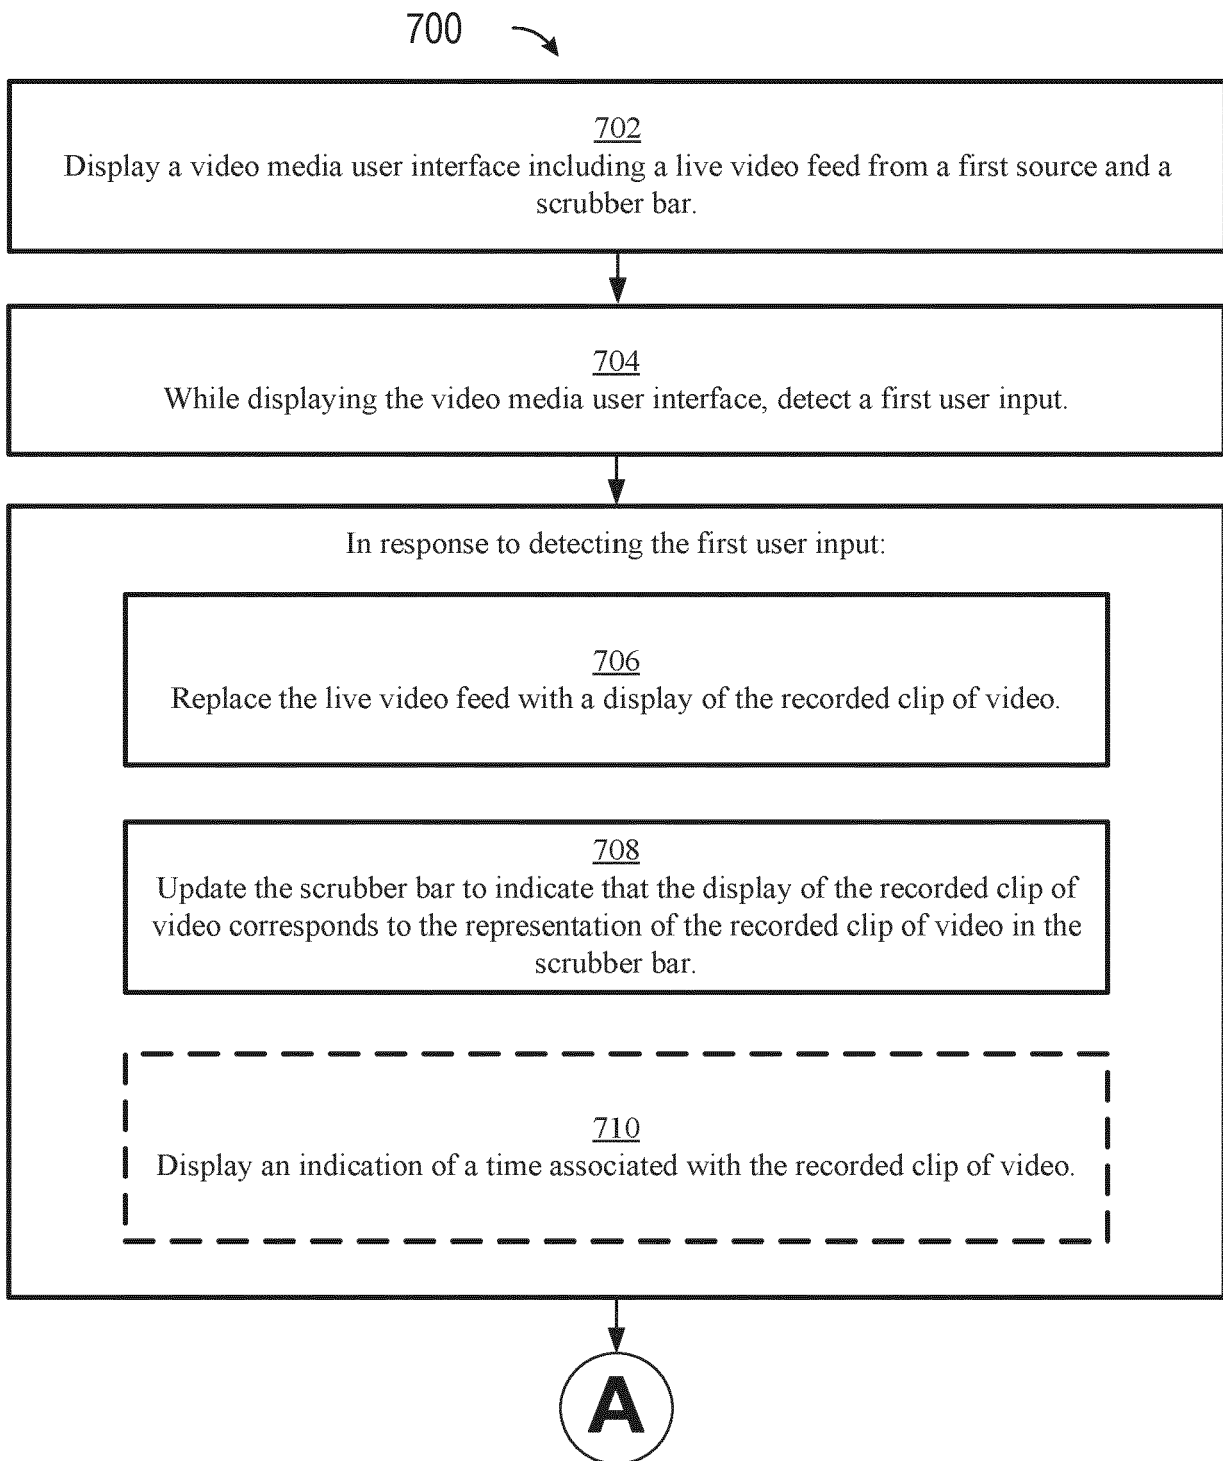 700
702
Display a video media user interface including a live video feed from a first source and a
scrubber bar.
704
While displaying the video media user interface, detect a first user input.
In response to detecting the first user input:
706
Replace the live video feed with a display of the recorded clip of video.
708
Update the scrubber bar to indicate that the display of the recorded clip of
video corresponds to the representation of the recorded clip of video in the
scrubber bar.
710
Display an indication of a time associated with the recorded clip of video.
A